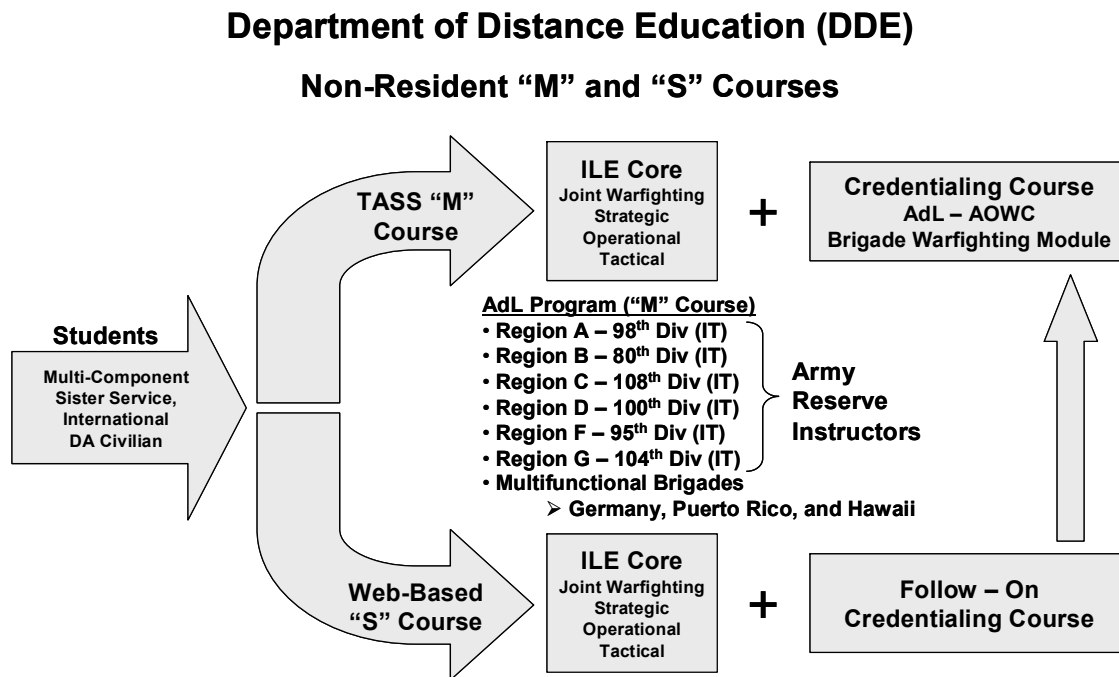 Department of Distance Education (DDE)
Non-Resident “M” and “S” Courses
Students
Multi-Component
Sister Service,
International
DA Civilian
TASS “M”
Course
ILE Core
Joint Warfighting
Strategic
Operational
Tactical
+
Credentialing Course
AdL – AOWC
Brigade Warfighting Module
AdL Program (“M” Course)
• Region A – 98th Div (IT)
• Region B – 80th Div (IT)
• Region C – 108th Div (IT)
• Region D – 100th Div (IT)
• Region F – 95th Div (IT)
• Region G – 104th Div (IT)
• Multifunctional Brigades
➢ Germany, Puerto Rico, and Hawaii
Army
Reserve
Instructors
Web-Based
“S” Course
ILE Core
Joint Warfighting
Strategic
Operational
Tactical
+
Follow – On
Credentialing Course